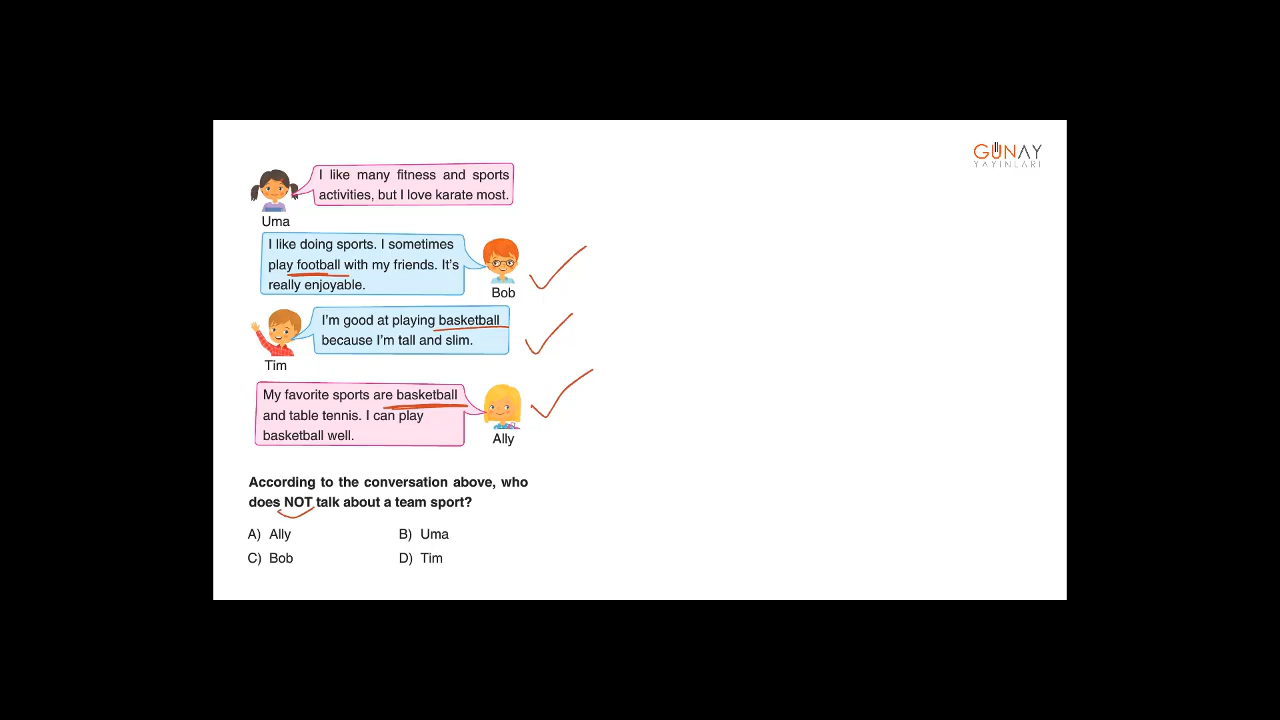 GÜNAY
YAYINLARI
I like many fitness and sports
activities, but I love karate most.
Uma
I like doing sports. I sometimes
play football with my friends. It's
really enjoyable.
Bob
I'm good at playing basketball
because I'm tall and slim.
Tim
My favorite sports are basketball
and table tennis. I can play
basketball well.
Ally
According to the conversation above, who
does NOT talk about a team sport?
A) Ally
B) Uma
C) Bob
D) Tim